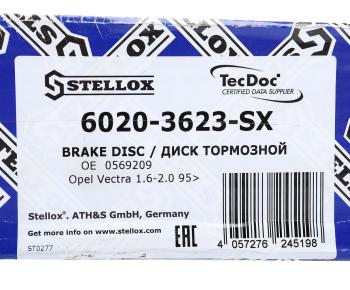 STELLOX
TecDoc
CERTIFIED DATA SUPPLIER
6020-3623-SX
BRAKE DISC / ДИСК ТОРМОЗНОЙ
OE 0569209
Opel Vectra 1.6-2.0 95>
Stellox®. ATH&S GmbH, Germany
Get more info on www.stellox.com
ST0277
EAC
4 057276 245198